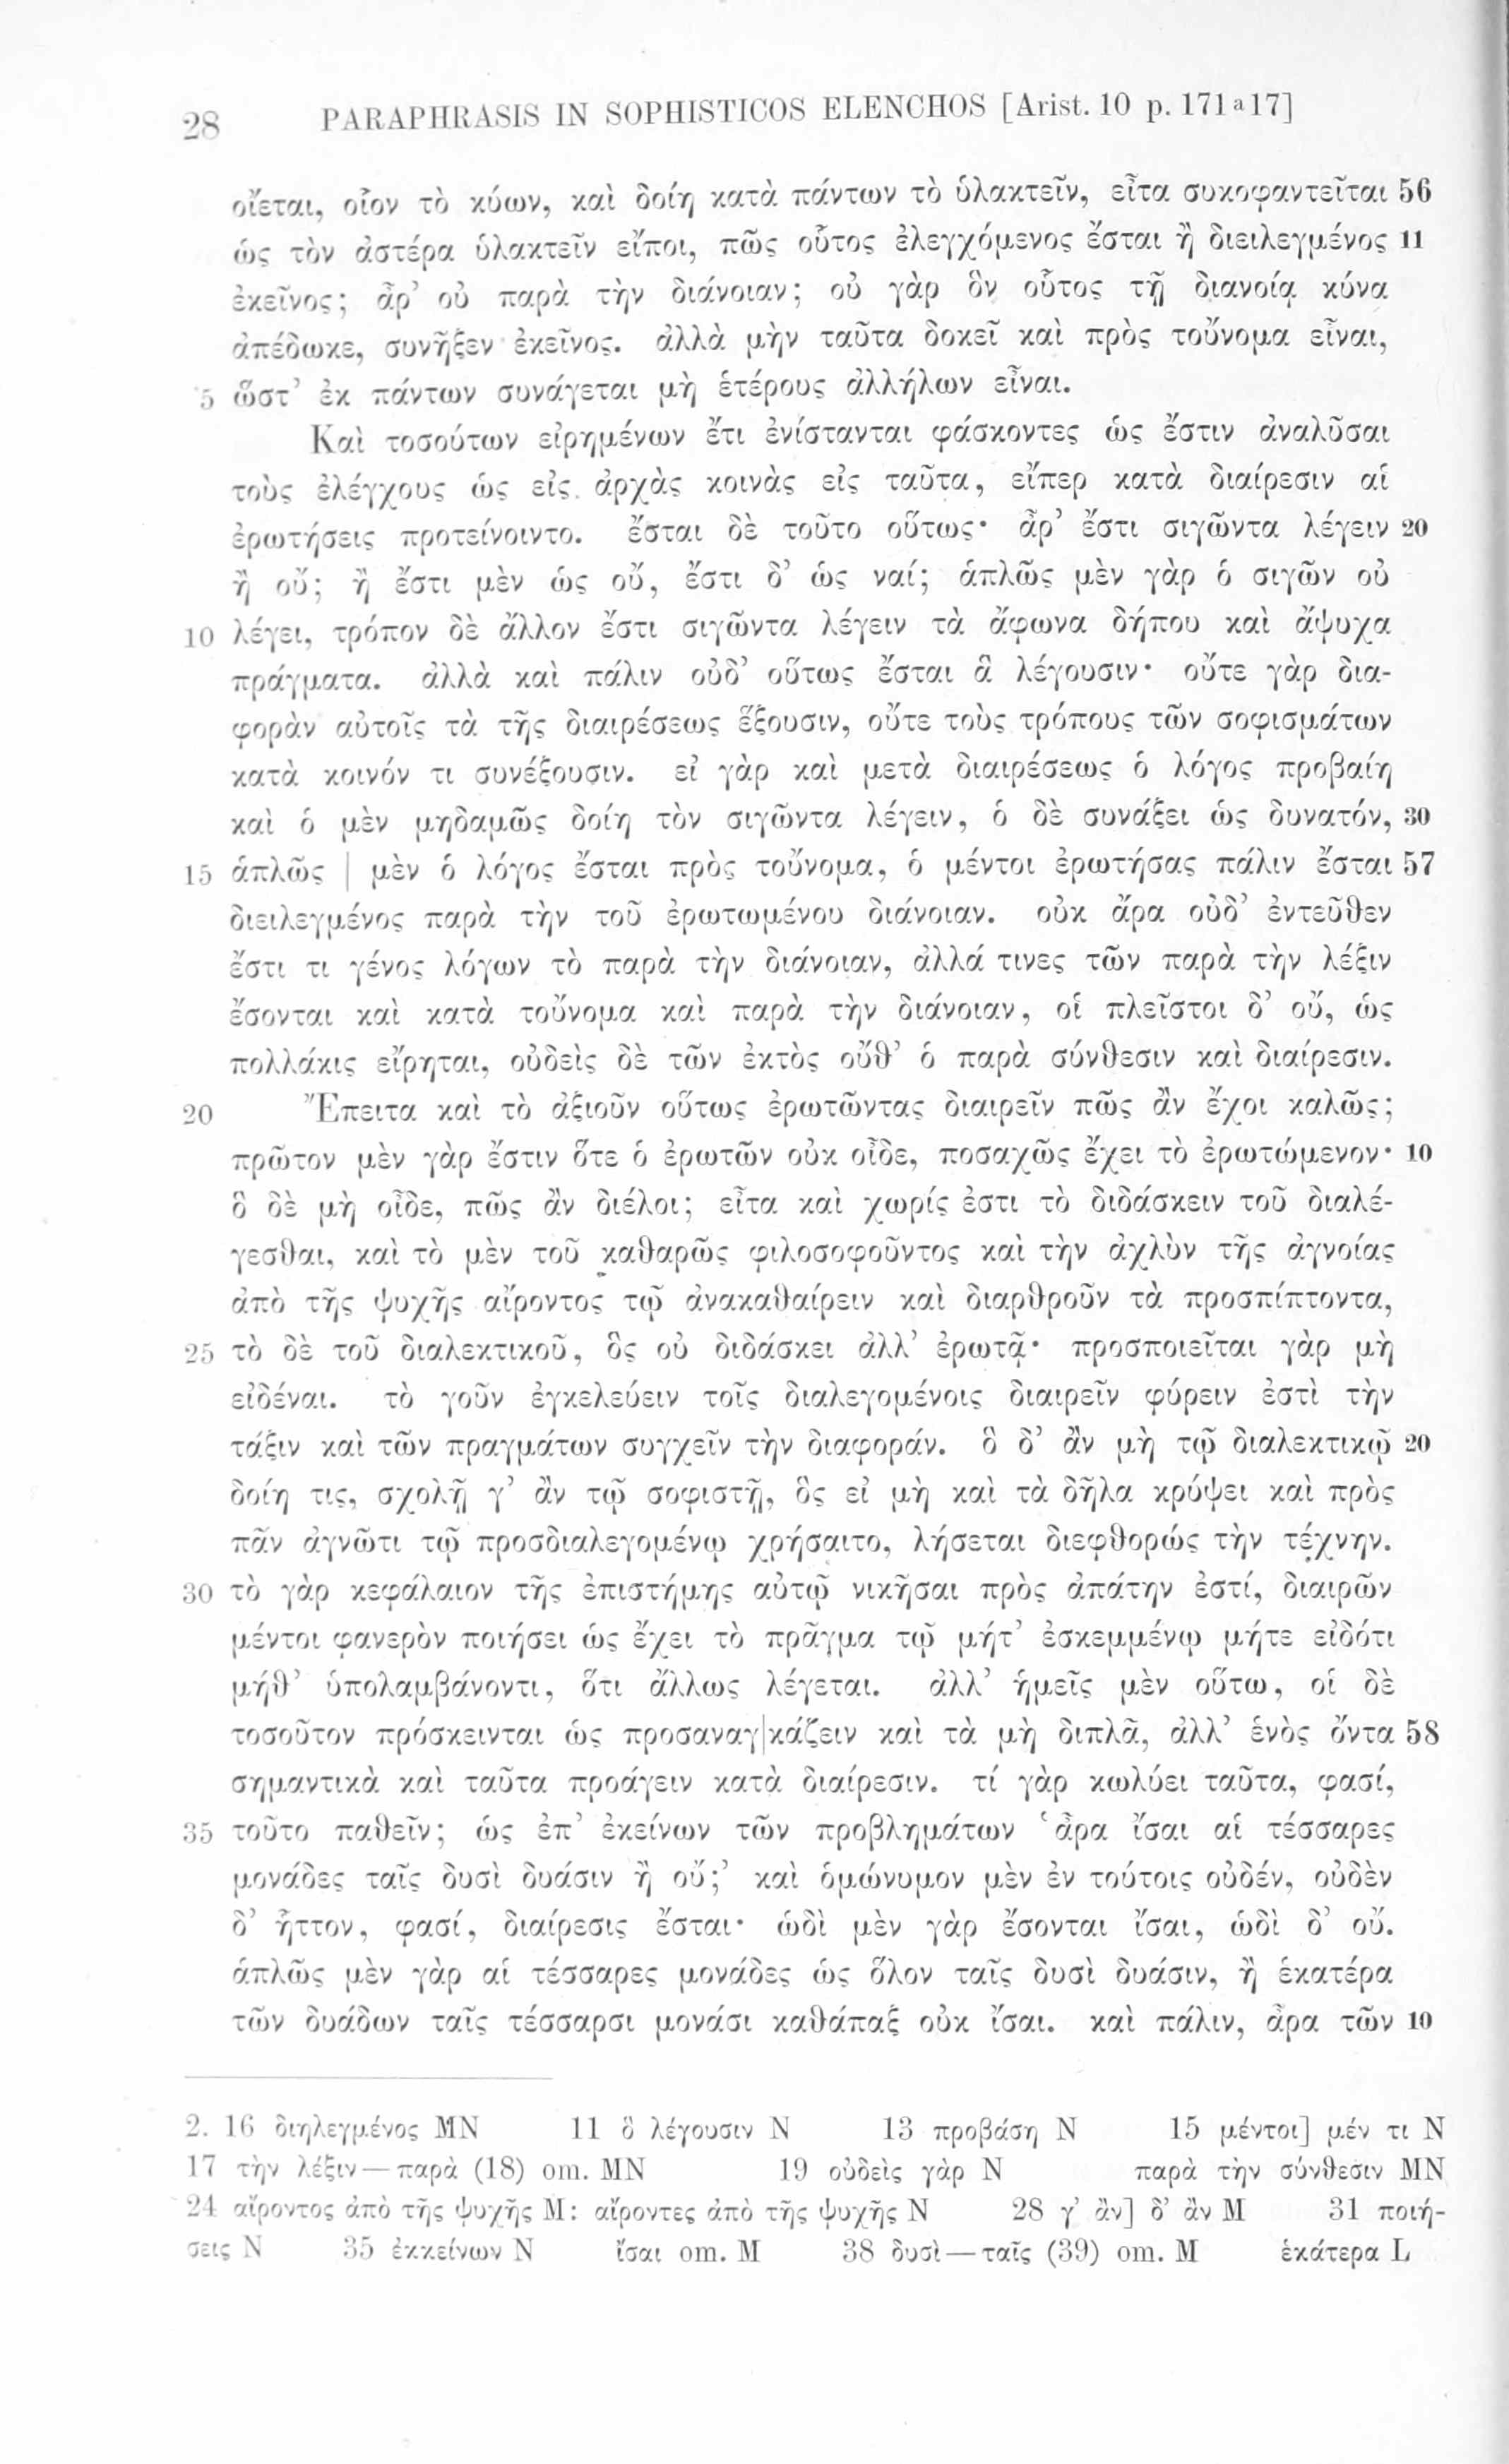 28 PARAPHRASIS IN SOPHISTICOS ELENCHOS [Arist. 10 p. 171ᵃ17]
οἴεται, οἷον τὸ κύων, καὶ δοίη κατὰ πάντων τὸ ὑλακτεῖν, εἶτα συκοφαντεῖται 56
ὡς τὸν ἀστέρα ὑλακτεῖν εἴποι, πῶς οὗτος ἐλεγχόμενος ἔσται ἢ διειλεγμένος 11
ἐκεῖνος; ἆρ’ οὐ παρὰ τὴν διάνοιαν; οὐ γὰρ ὃν οὗτος τῇ διανοίᾳ κύνα
ἀπέδωκε, συνῆξεν ἐκεῖνος. ἀλλὰ μὴν ταῦτα δοκεῖ καὶ πρὸς τοὔνομα εἶναι,
5 ὥστ’ ἐκ πάντων συνάγεται μὴ ἑτέρους ἀλλήλων εἶναι.
Καὶ τοσούτων εἰρημένων ἔτι ἐνίστανται φάσκοντες ὡς ἔστιν ἀναλῦσαι
τοὺς ἐλέγχους ὡς εἰς ἀρχὰς κοινὰς εἰς ταῦτα, εἴπερ κατὰ διαίρεσιν αἱ
ἐρωτήσεις προτείνοιντο. ἔσται δὲ τοῦτο οὕτως· ἆρ’ ἔστι σιγῶντα λέγειν 20
ἢ οὔ; ἢ ἔστι μὲν ὡς οὔ, ἔστι δ’ ὡς ναί; ἁπλῶς μὲν γὰρ ὁ σιγῶν οὐ
10 λέγει, τρόπον δὲ ἄλλον ἔστι σιγῶντα λέγειν τὰ ἄφωνα δήπου καὶ ἄψυχα
πράγματα. ἀλλὰ καὶ πάλιν οὐδ’ οὕτως ἔσται ἃ λέγουσιν· οὔτε γὰρ δια-
φορὰν αὐτοῖς τὰ τῆς διαιρέσεως ἕξουσιν, οὔτε τοὺς τρόπους τῶν σοφισμάτων
κατὰ κοινόν τι συνέξουσιν. εἰ γὰρ καὶ μετὰ διαιρέσεως ὁ λόγος προβαίη
καὶ ὁ μὲν μηδαμῶς δοίη τὸν σιγῶντα λέγειν, ὁ δὲ συνάξει ὡς δυνατόν, 30
15 ἁπλῶς | μὲν ὁ λόγος ἔσται πρὸς τοὔνομα, ὁ μέντοι ἐρωτήσας πάλιν ἔσται 57
διειλεγμένος παρὰ τὴν τοῦ ἐρωτωμένου διάνοιαν. οὐκ ἄρα οὐδ’ ἐντεῦθεν
ἔστι τι γένος λόγων τὸ παρὰ τὴν διάνοιαν, ἀλλά τινες τῶν παρὰ τὴν λέξιν
ἔσονται καὶ κατὰ τοὔνομα καὶ παρὰ τὴν διάνοιαν, οἱ πλεῖστοι δ’ οὔ, ὡς
πολλάκις εἴρηται, οὐδεὶς δὲ τῶν ἐκτὸς οὔθ’ ὁ παρὰ σύνθεσιν καὶ διαίρεσιν.
20 Ἔπειτα καὶ τὸ ἀξιοῦν οὕτως ἐρωτῶντας διαιρεῖν πῶς ἂν ἔχοι καλῶς;
πρῶτον μὲν γὰρ ἔστιν ὅτε ὁ ἐρωτῶν οὐκ οἶδε, ποσαχῶς ἔχει τὸ ἐρωτώμενον· 10
ὃ δὲ μὴ οἶδε, πῶς ἂν διέλοι; εἶτα καὶ χωρίς ἐστι τὸ διδάσκειν τοῦ διαλέ-
γεσθαι, καὶ τὸ μὲν τοῦ καθαρῶς φιλοσοφοῦντος καὶ τὴν ἀχλὺν τῆς ἀγνοίας
ἀπὸ τῆς ψυχῆς αἴροντος τῷ ἀνακαθαίρειν καὶ διαρθροῦν τὰ προσπίπτοντα,
25 τὸ δὲ τοῦ διαλεκτικοῦ, ὃς οὐ διδάσκει ἀλλ’ ἐρωτᾷ· προσποιεῖται γὰρ μὴ
εἰδέναι. τὸ γοῦν ἐγκελεύειν τοῖς διαλεγομένοις διαιρεῖν φύρειν ἐστὶ τὴν
τάξιν καὶ τῶν πραγμάτων συγχεῖν τὴν διαφοράν. ὃ δ’ ἂν μὴ τῷ διαλεκτικῷ 20
δοίη τις, σχολῇ γ’ ἂν τῷ σοφιστῇ, ὃς εἰ μὴ καὶ τὰ δῆλα κρύψει καὶ πρὸς
πᾶν ἀγνῶτι τῷ προσδιαλεγομένῳ χρήσαιτο, λήσεται διεφθορώς τὴν τέχνην.
30 τὸ γὰρ κεφάλαιον τῆς ἐπιστήμης αὐτῷ νικῆσαι πρὸς ἀπάτην ἐστί, διαιρῶν
μέντοι φανερὸν ποιήσει ὡς ἔχει τὸ πρᾶγμα τῷ μήτ’ ἐσκεμμένῳ μήτε εἰδότι
μήθ’ ὑπολαμβάνοντι, ὅτι ἄλλως λέγεται. ἀλλ’ ἡμεῖς μὲν οὕτω, οἱ δὲ
τοσοῦτον πρόσκεινται ὡς προσαναγ|κάζειν καὶ τὰ μὴ διπλᾶ, ἀλλ’ ἑνὸς ὄντα 58
σημαντικὰ καὶ ταῦτα προάγειν κατὰ διαίρεσιν. τί γὰρ κωλύει ταῦτα, φασί,
35 τοῦτο παθεῖν; ὡς ἐπ’ ἐκείνων τῶν προβλημάτων ‘ἆρα ἴσαι αἱ τέσσαρες
μονάδες ταῖς δυσὶ δυάσιν ἢ οὔ;’ καὶ ὁμώνυμον μὲν ἐν τούτοις οὐδέν, οὐδὲν
δ’ ἧττον, φασί, διαίρεσις ἔσται· ὡδὶ μὲν γὰρ ἔσονται ἴσαι, ὡδὶ δ’ οὔ.
ἁπλῶς μὲν γὰρ αἱ τέσσαρες μονάδες ὡς ὅλον ταῖς δυσὶ δυάσιν, ἢ ἑκατέρα
τῶν δυάδων ταῖς τέσσαρσι μονάσι καθάπαξ οὐκ ἴσαι. καὶ πάλιν, ἆρα τῶν 10
2. 16 διηλεγμένος MN 11 ὃ λέγουσιν N 13 προβάση N 15 μέντοι] μέν τι N
17 τὴν λέξιν — παρὰ (18) om. MN 19 οὐδεὶς γὰρ N παρὰ τὴν σύνθεσιν MN
24 αἴροντος ἀπὸ τῆς ψυχῆς M: αἴροντες ἀπὸ τῆς ψυχῆς N 28 γ’ ἂν] δ’ ἂν M 31 ποιή-
σεις N 35 ἐκκείνων N ἴσαι om. M 38 δυσὶ — ταῖς (39) om. M ἑκάτερα L